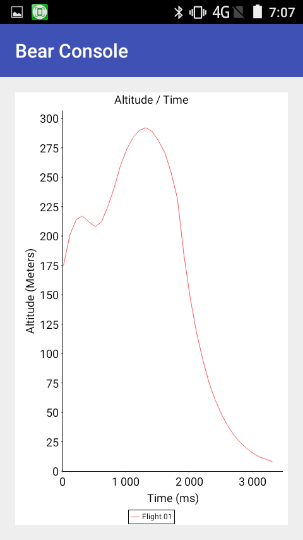 4G 7:07
Bear Console
Altitude / Time
Altitude (Meters)
300
275
250
225
200
175
150
125
100
75
50
25
0
0 1 000 2 000 3 000
Time (ms)
Flight 01